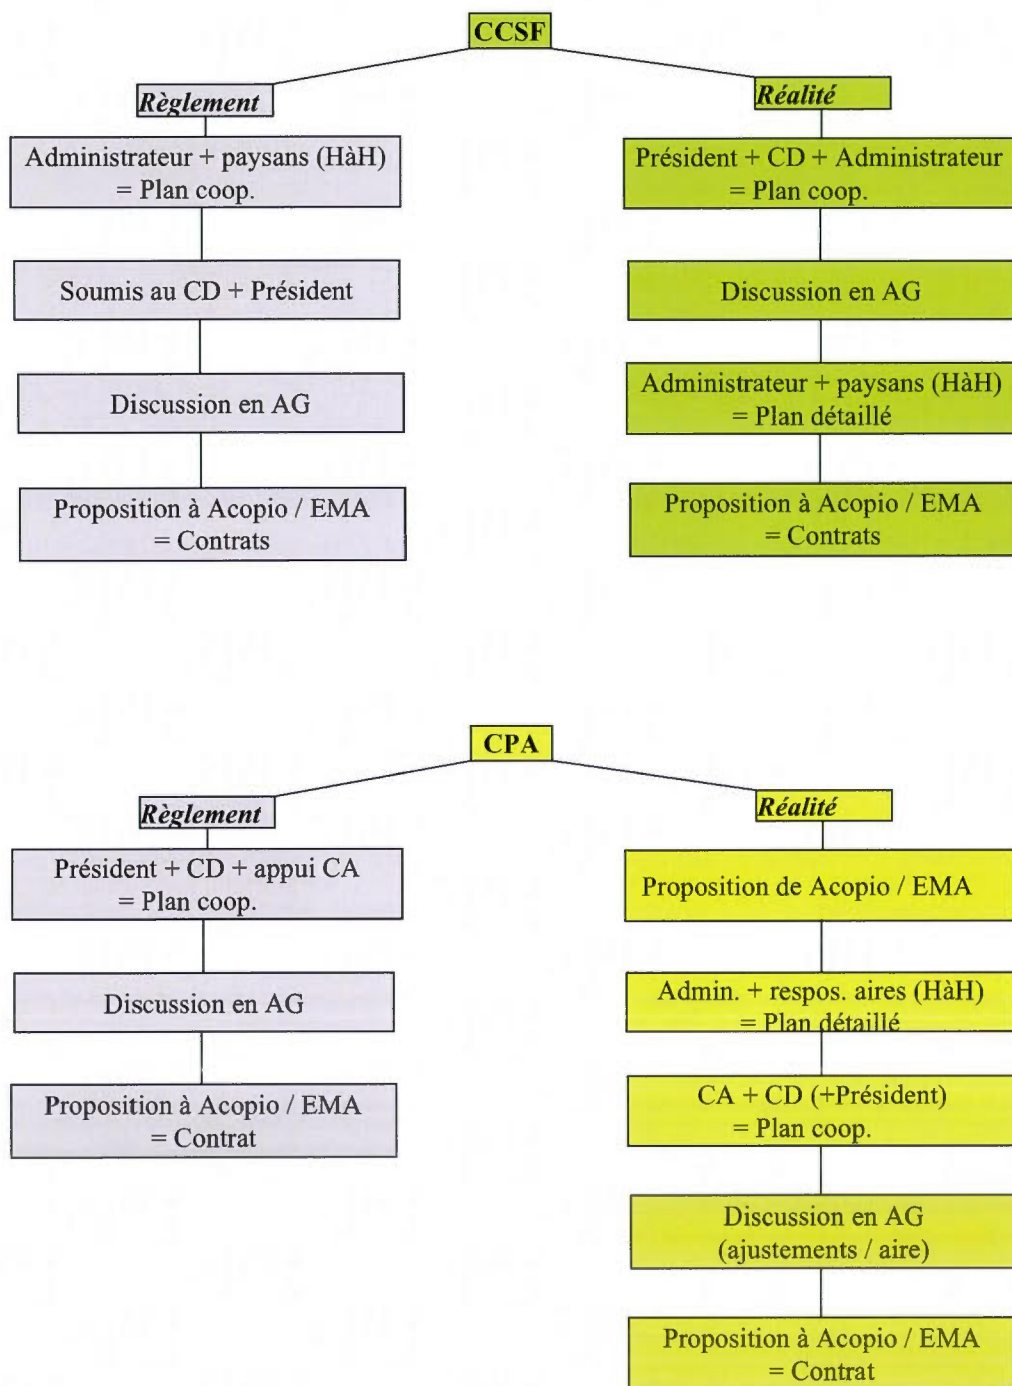 CCSF
Règlement
Administrateur + paysans (HàH)
= Plan coop.
Soumis au CD + Président
Discussion en AG
Proposition à Acopio / EMA
= Contrats
Réalité
Président + CD + Administrateur
= Plan coop.
Discussion en AG
Administrateur + paysans (HàH)
= Plan détaillé
Proposition à Acopio / EMA
= Contrats
CPA
Règlement
Président + CD + appui CA
= Plan coop.
Discussion en AG
Proposition à Acopio / EMA
= Contrat
Réalité
Proposition de Acopio / EMA
Admin. + respos. aires (HàH)
= Plan détaillé
CA + CD (+Président)
= Plan coop.
Discussion en AG
(ajustements / aire)
Proposition à Acopio / EMA
= Contrat